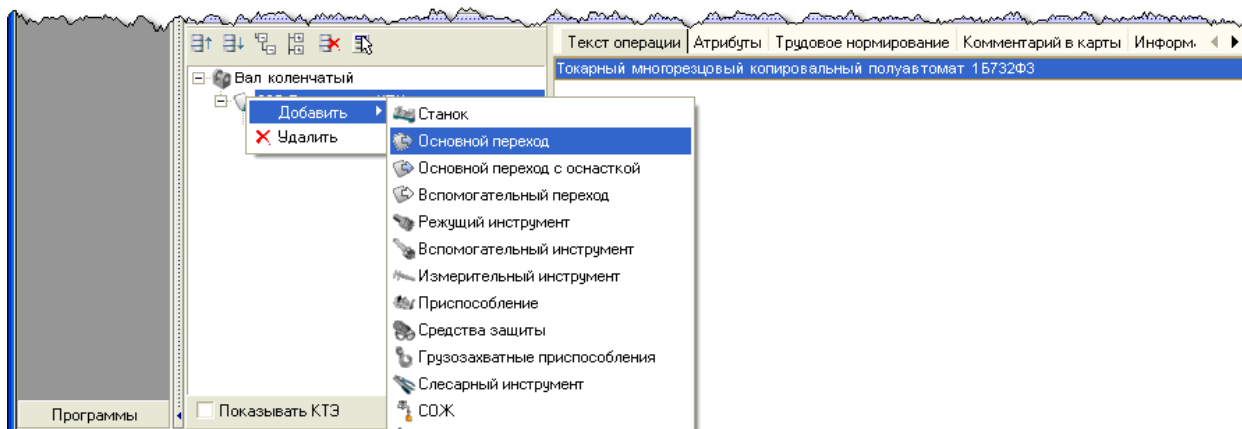 Текст операции Атрибуты Трудовое нормирование Комментарий в карты Информ.
Вал коленчатый
Токарный многорезцовый копировальный полуавтомат 1Б732Ф3
Добавить
Удалить
Станок
Основной переход
Основной переход с оснасткой
Вспомогательный переход
Режущий инструмент
Вспомогательный инструмент
Измерительный инструмент
Приспособление
Средства защиты
Грузозахватные приспособления
Слесарный инструмент
СОЖ
Показывать КТЭ
Программы